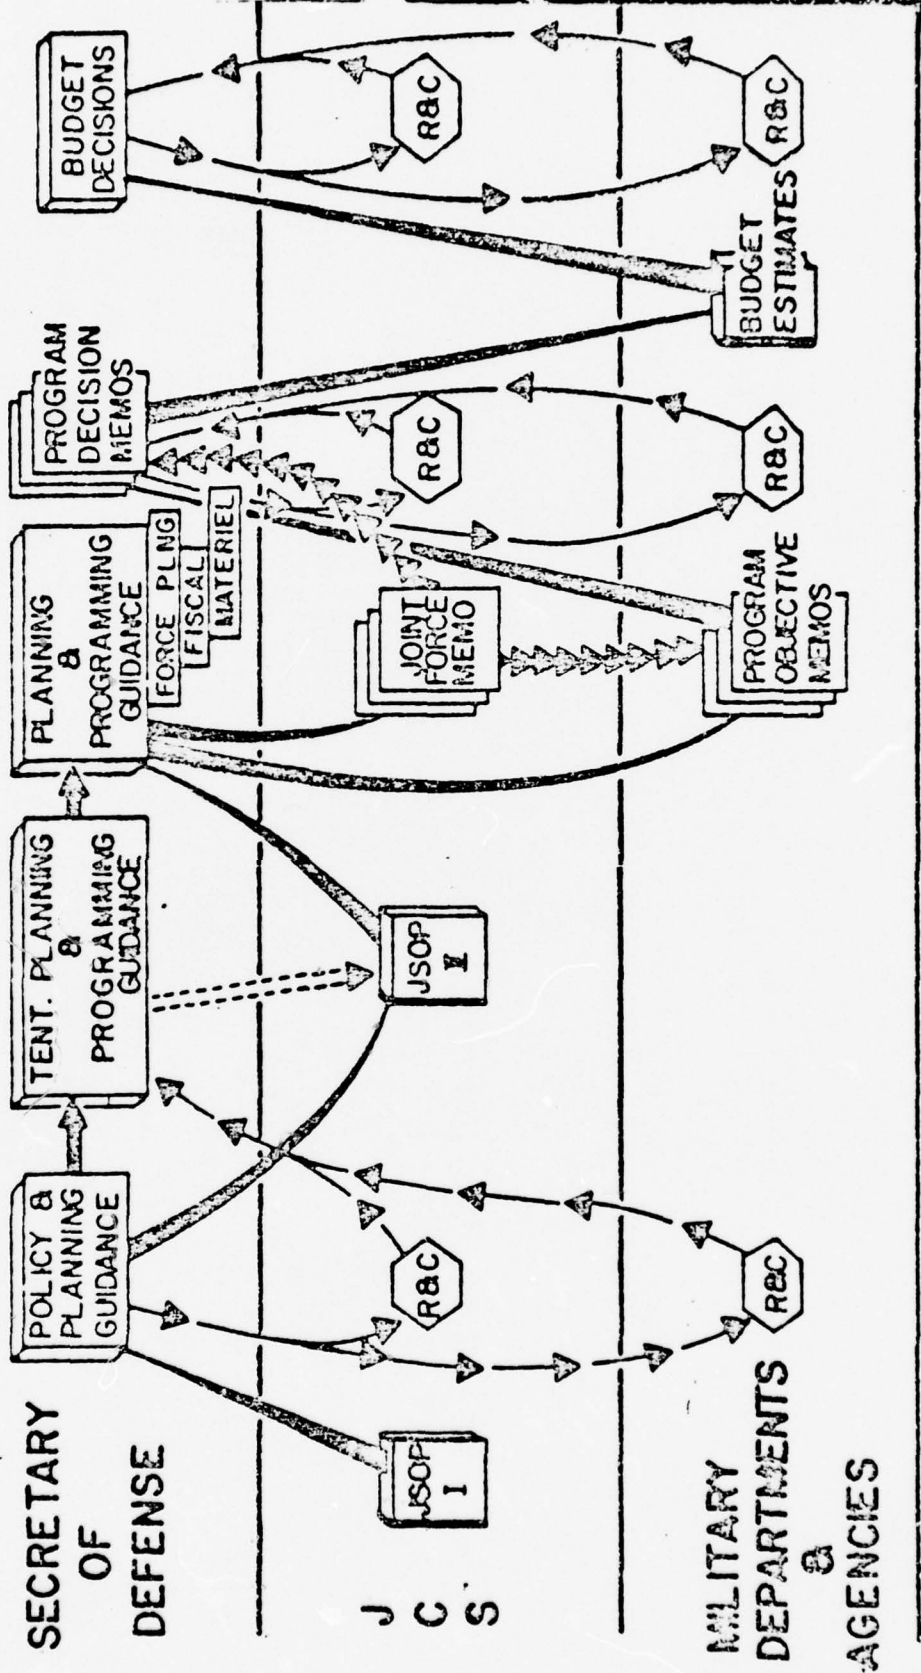 SECRETARY
OF
DEFENSE
POLICY &
PLANNING
GUIDANCE
TENT. PLANNING
&
PROGRAMMING
GUIDANCE
PLANNING
&
PROGRAMMING
GUIDANCE
FORCE PLNG
FISCAL
MATERIEL
PROGRAM
DECISION
MEMOS
BUDGET
DECISIONS
J
C
S
JSOP
I
R&C
JSOP
II
JOINT
FORCE
MEMO
R&C
R&C
MILITARY
DEPARTMENTS
&
AGENCIES
R&C
PROGRAM
OBJECTIVE
MEMOS
R&C
BUDGET
ESTIMATES
R&C